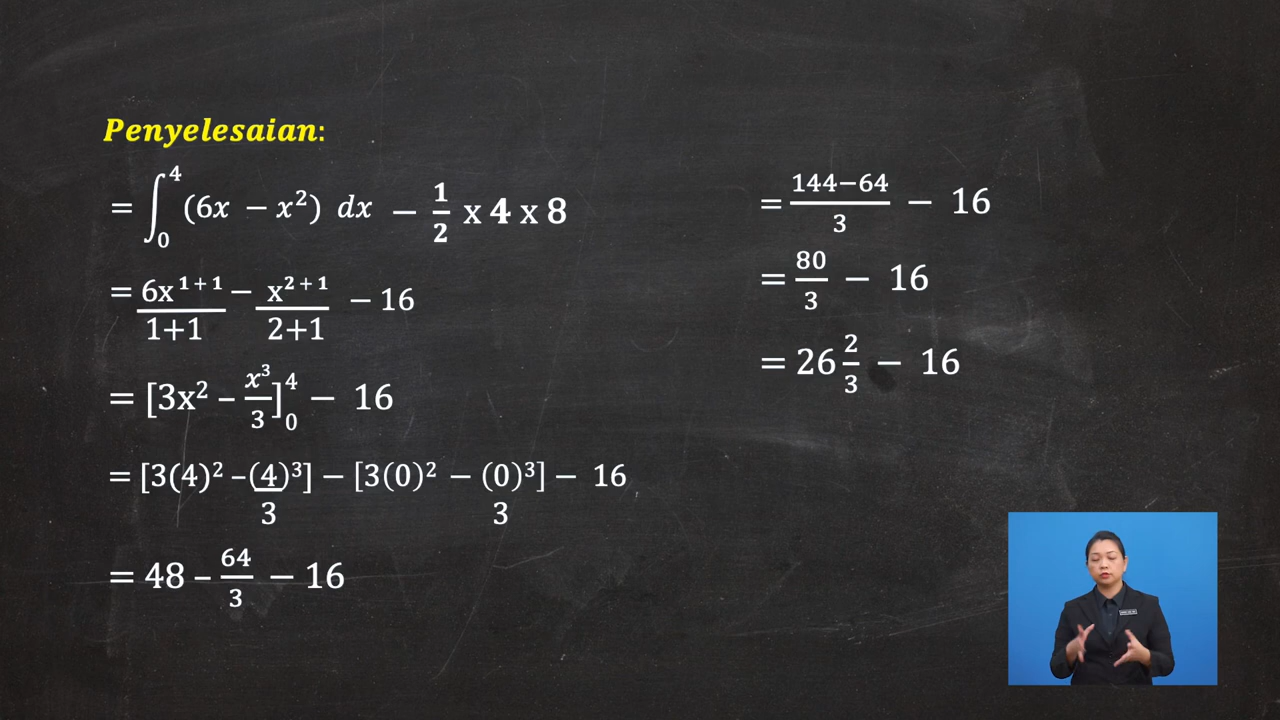 Penyelesaian:
= ∫₀⁴ (6x − x²) dx − 1/2 x 4 x 8
= 6x¹⁺¹/1+1 − x²⁺¹/2+1 − 16
= [3x² – x³/3]₀⁴ − 16
= [3(4)² –(4)³/3] − [3(0)² − (0)³/3] − 16
= 48 – 64/3 − 16
= 144−64/3 − 16
= 80/3 − 16
= 26 2/3 − 16